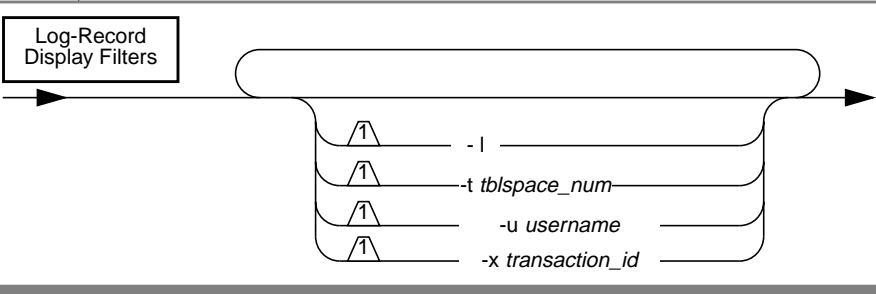 Log-Record
Display Filters
1
- l
1
-t tblspace_num
1
-u username
1
-x transaction_id